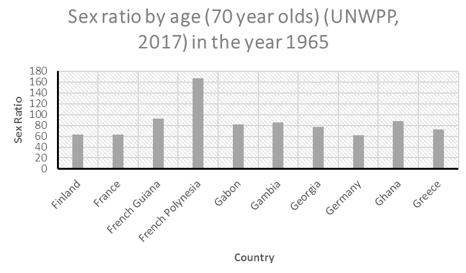 Sex ratio by age (70 year olds) (UNWPP,
2017) in the year 1965
180
160
140
120
100
80
60
40
20
0
Sex Ratio
Finland
France
French Guiana
French Polynesia
Gabon
Gambia
Georgia
Germany
Ghana
Greece
Country